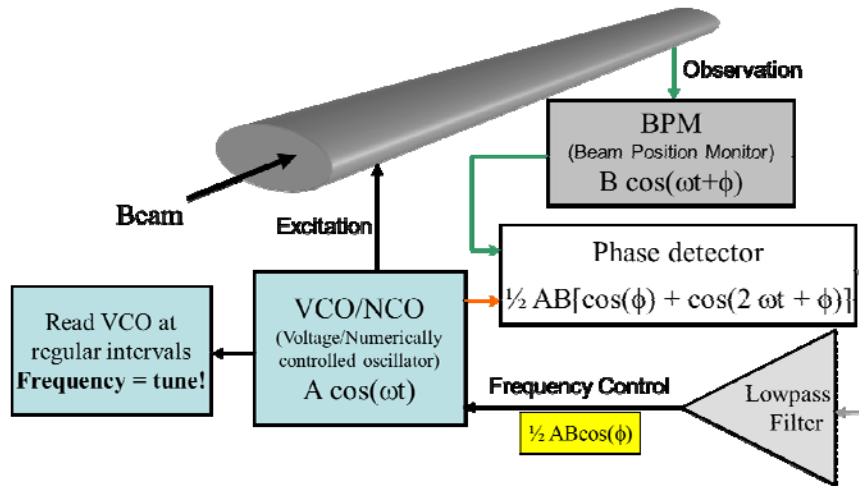 Observation
BPM
(Beam Position Monitor)
B cos(ωt+ϕ)
Beam
Excitation
Phase detector
½ AB[cos(ϕ) + cos(2 ωt + ϕ)]
VCO/NCO
(Voltage/Numerically
controlled oscillator)
A cos(ωt)
Read VCO at
regular intervals
Frequency = tune!
Frequency Control
½ ABcos(ϕ)
Lowpass
Filter